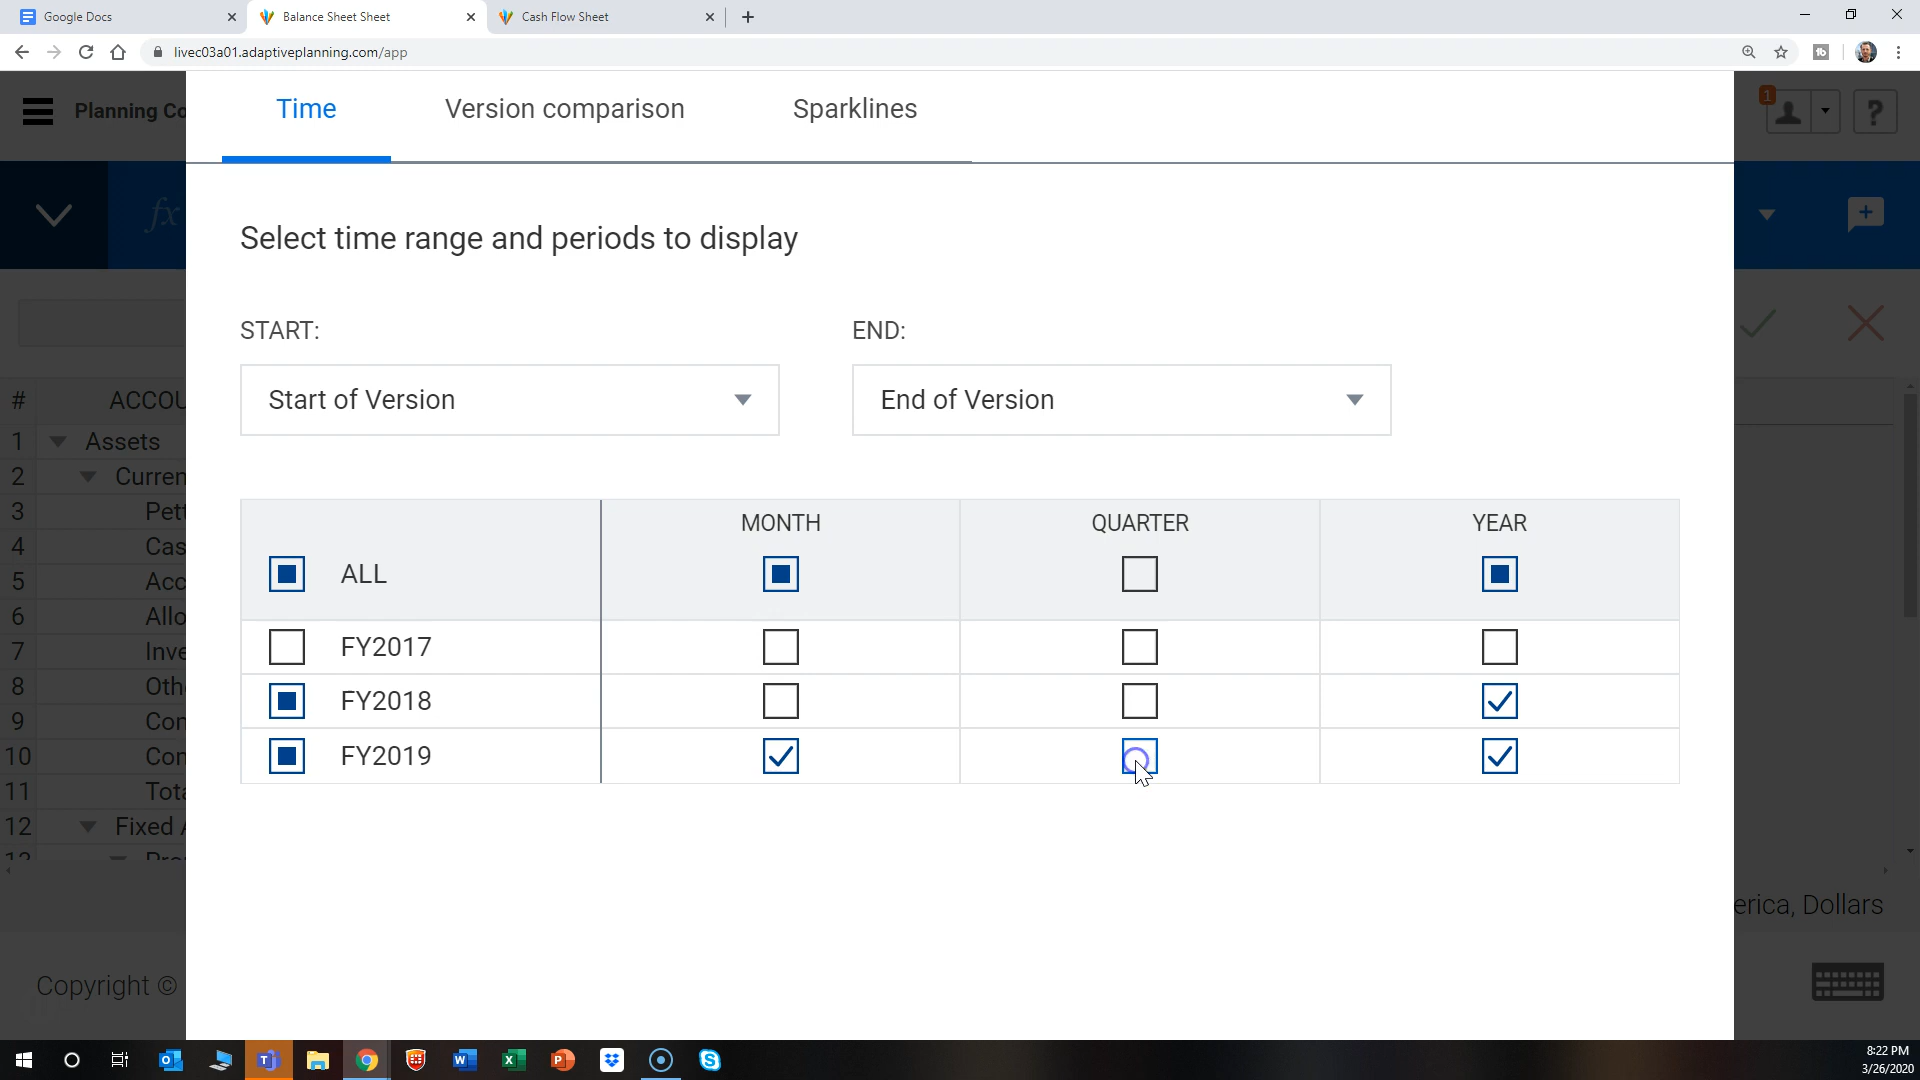 Google Docs
Balance Sheet Sheet
Cash Flow Sheet
livec03a01.adaptiveplanning.com/app
Planning Co
Time
Version comparison
Sparklines
1
?
fx
Select time range and periods to display
START:
END:
Start of Version
End of Version
# ACCOU
1 Assets
2 Curren
3 Pett
4 Cas
5 Acc
6 Allo
7 Inve
8 Oth
9 Con
10 Con
11 Tota
12 Fixed A
MONTH QUARTER YEAR
ALL
FY2017
FY2018
FY2019
erica, Dollars
Copyright ©
8:22 PM
3/26/2020